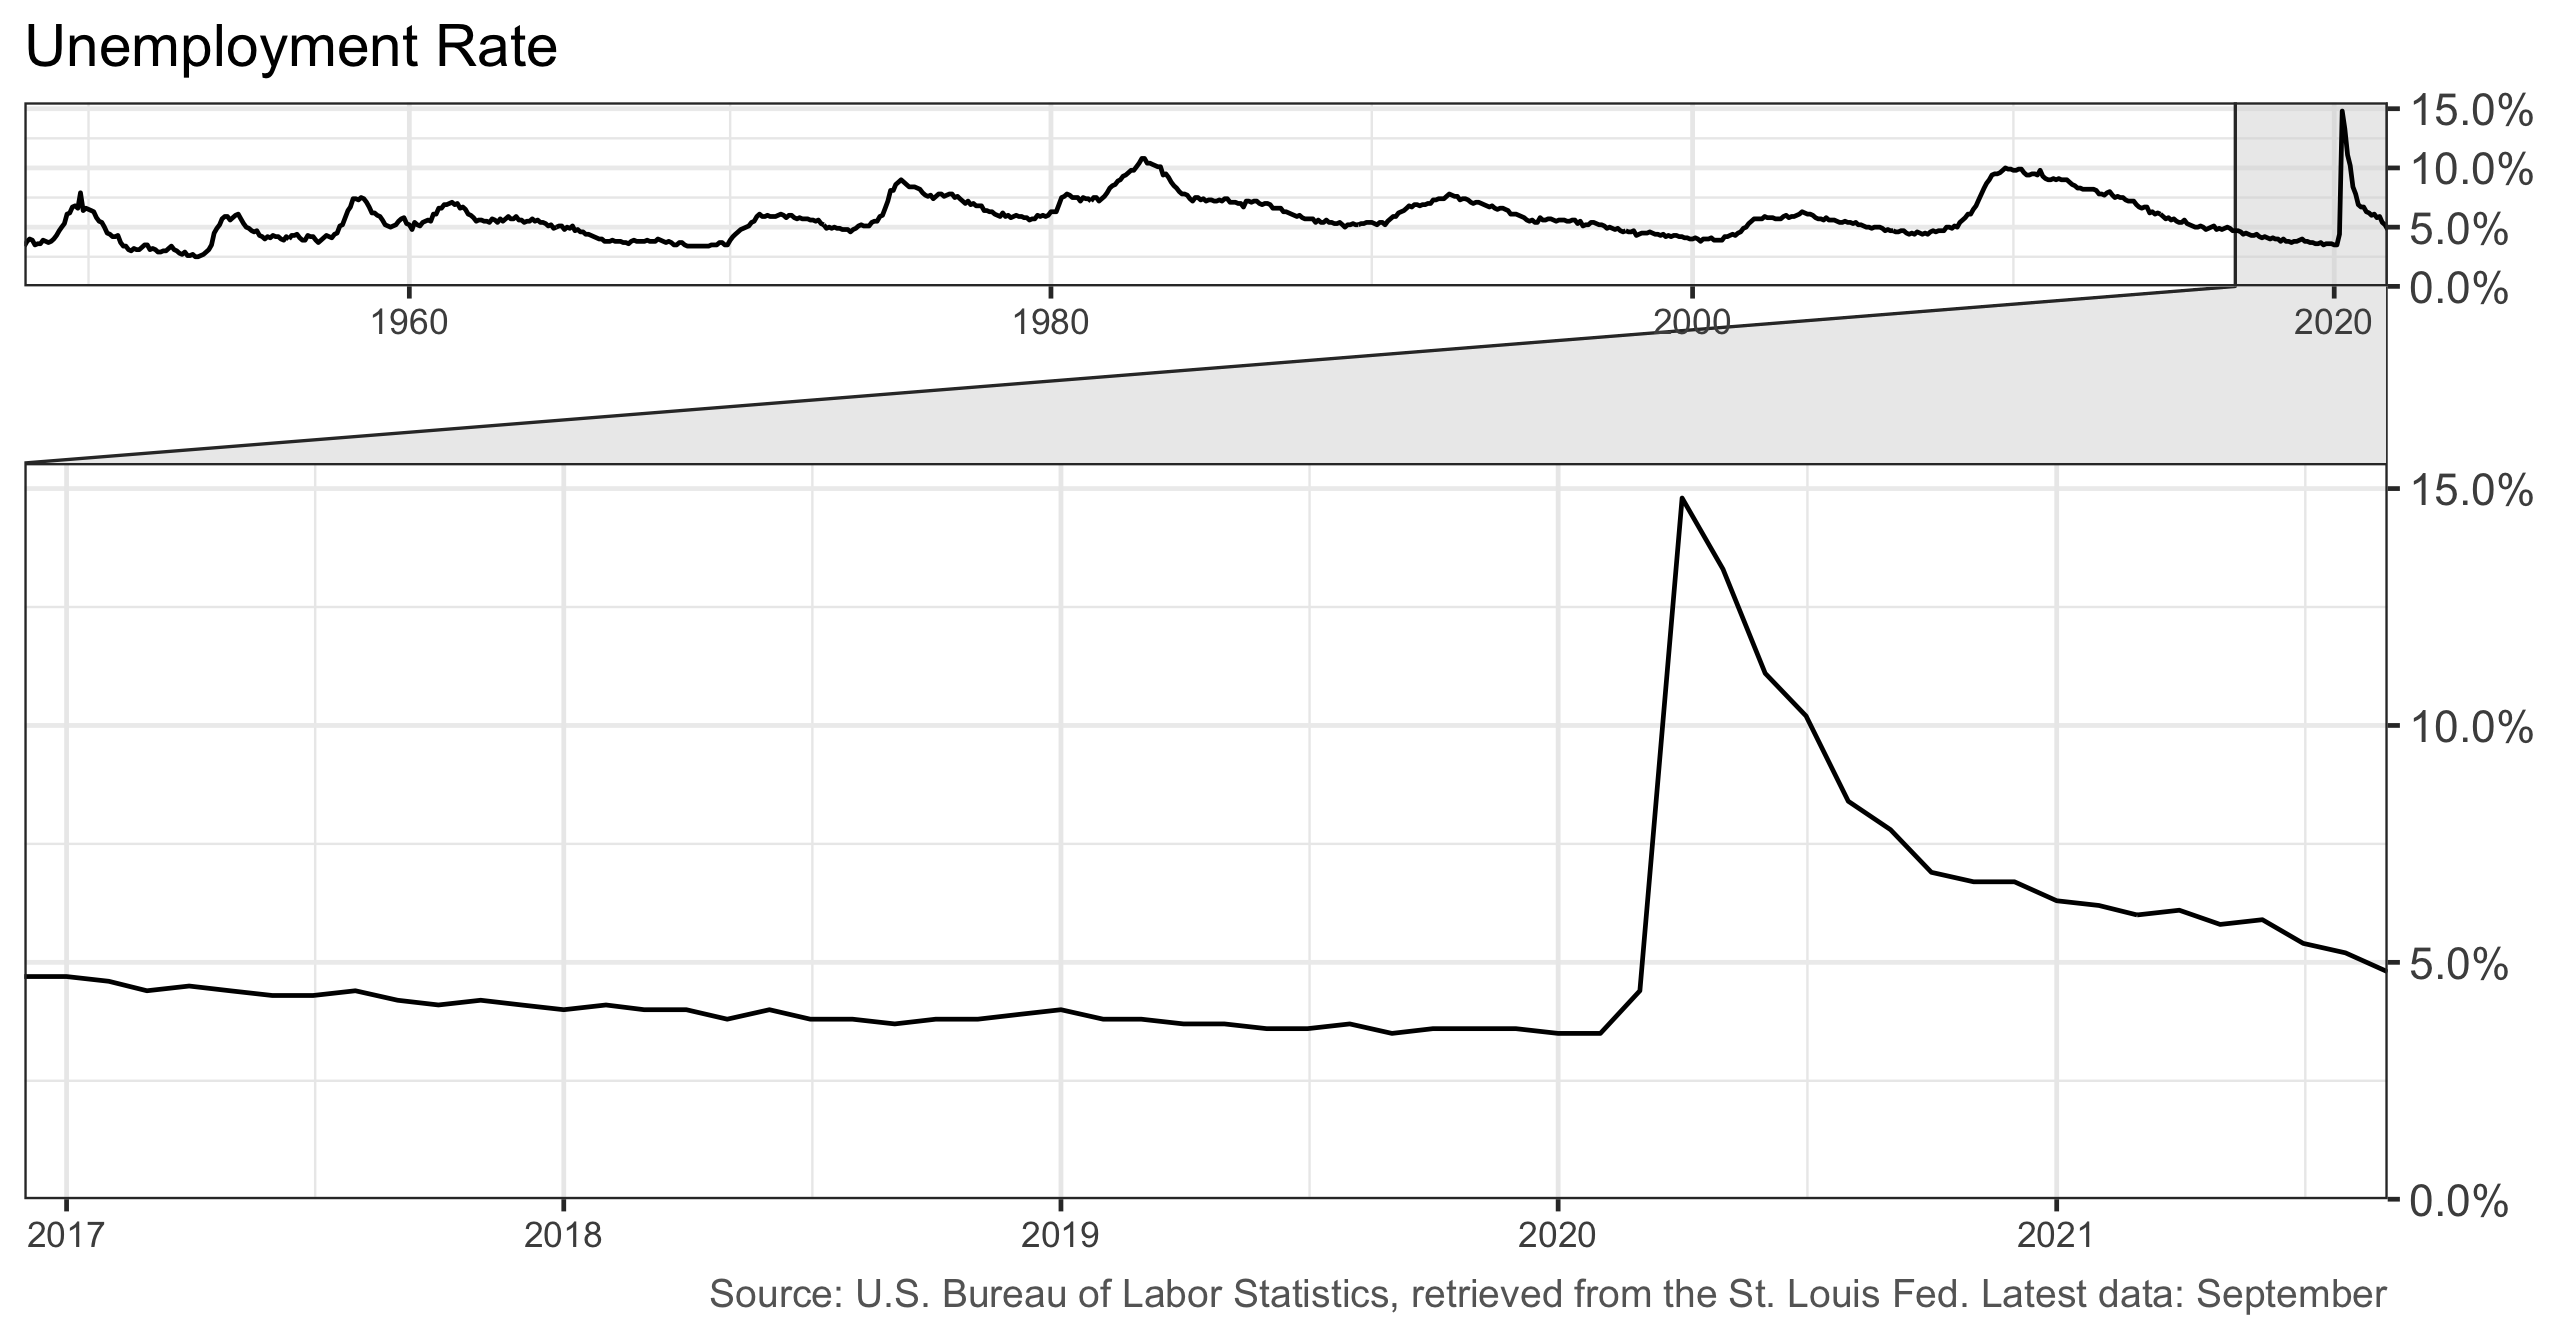 Unemployment Rate
15.0%
10.0%
5.0%
0.0%
1960 1980 2000 2020
15.0%
10.0%
5.0%
0.0%
2017 2018 2019 2020 2021
Source: U.S. Bureau of Labor Statistics, retrieved from the St. Louis Fed. Latest data: September